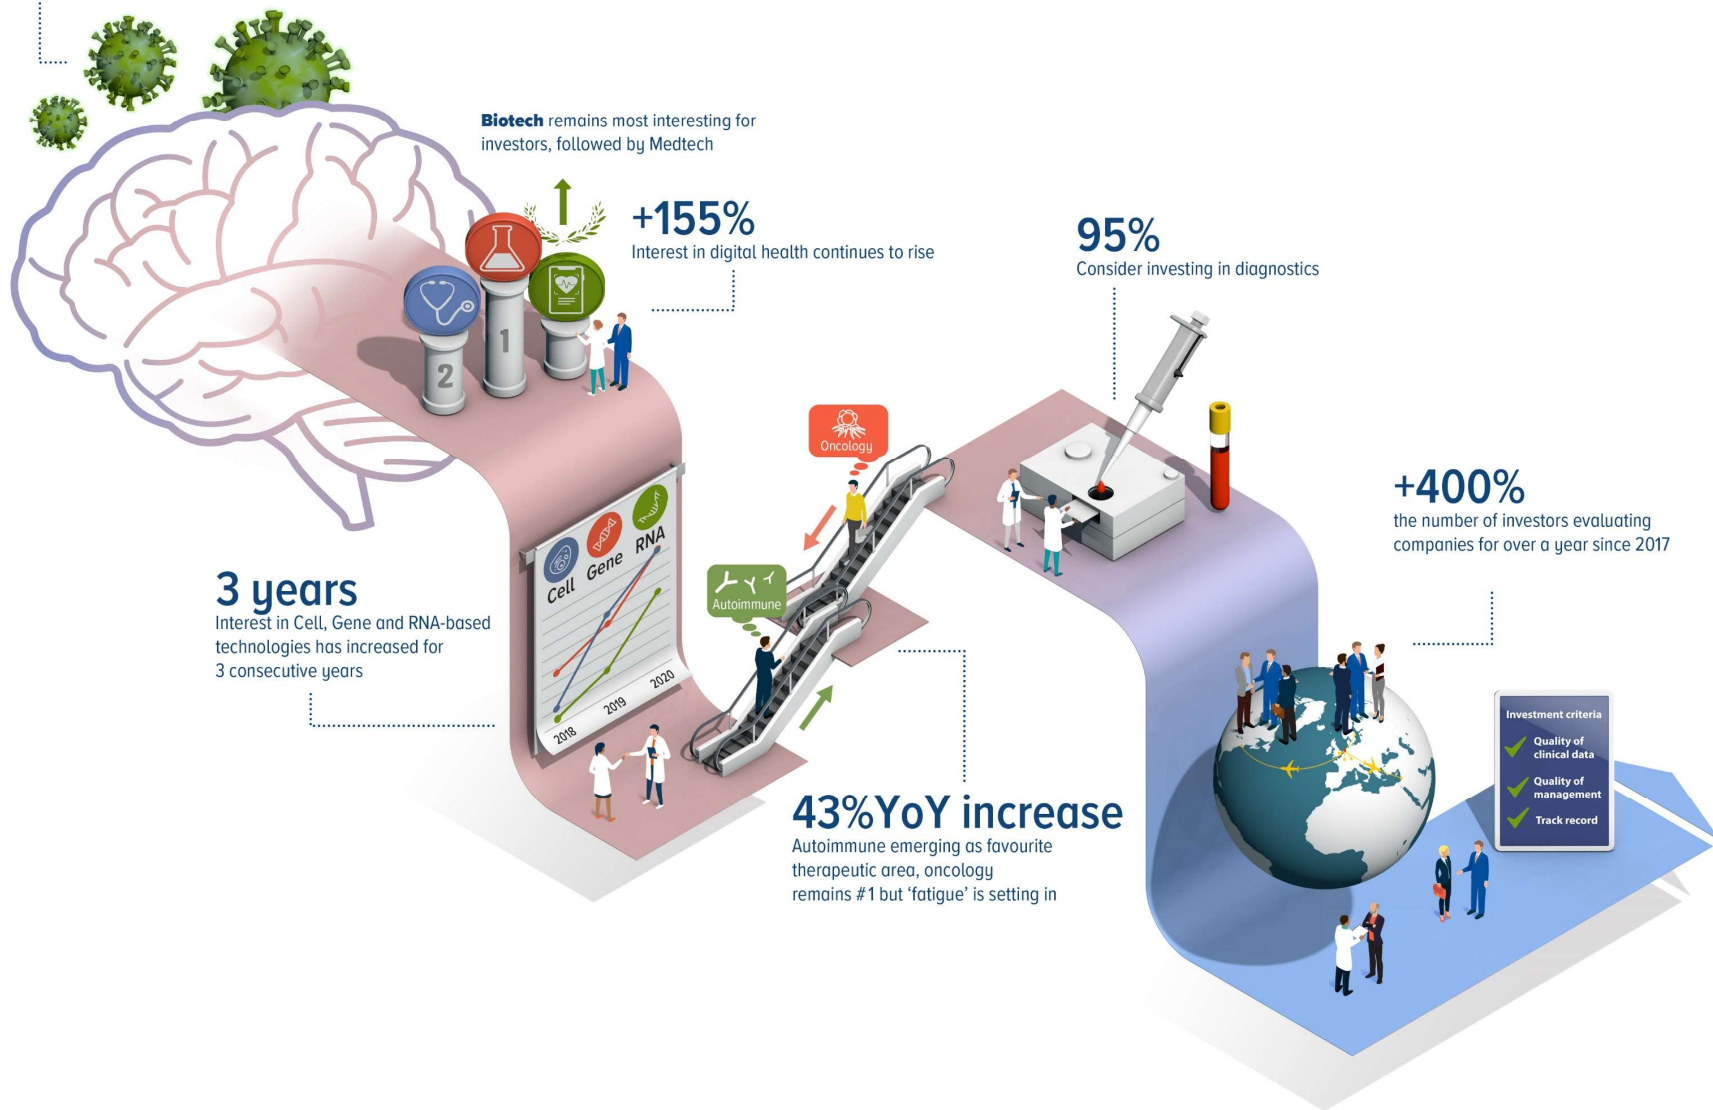 Biotech remains most interesting for
investors, followed by Medtech
+155%
Interest in digital health continues to rise
1
2
95%
Consider investing in diagnostics
Oncology
Autoimmune
+400%
the number of investors evaluating
companies for over a year since 2017
Cell
Gene
RNA
2018
2019
2020
3 years
Interest in Cell, Gene and RNA-based
technologies has increased for
3 consecutive years
43%YoY increase
Autoimmune emerging as favourite
therapeutic area, oncology
remains #1 but ‘fatigue’ is setting in
Investment criteria
Quality of
clinical data
Quality of
management
Track record